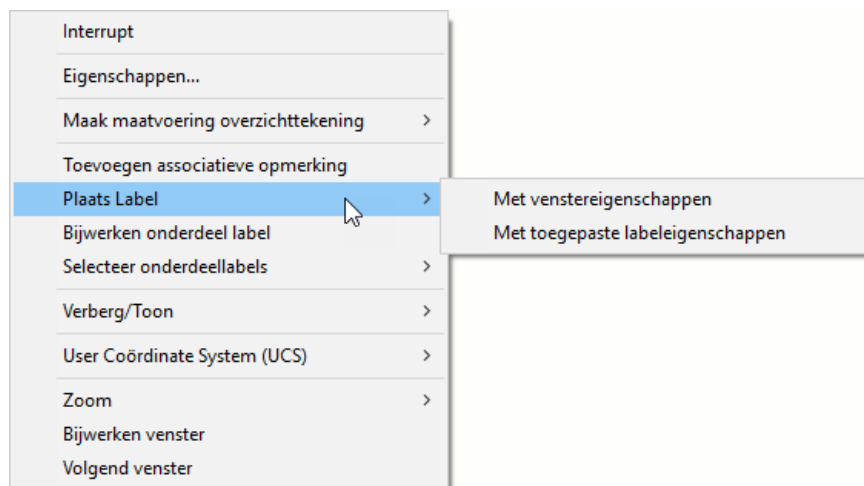 Interrupt
Eigenschappen...
Maak maatvoering overzichttekening
Toevoegen associatieve opmerking
Plaats Label
Met venstereigenschappen
Bijwerken onderdeel label
Met toegepaste labeleigenschappen
Selecteer onderdeellabels
Verberg/Toon
User Coördinate System (UCS)
Zoom
Bijwerken venster
Volgend venster